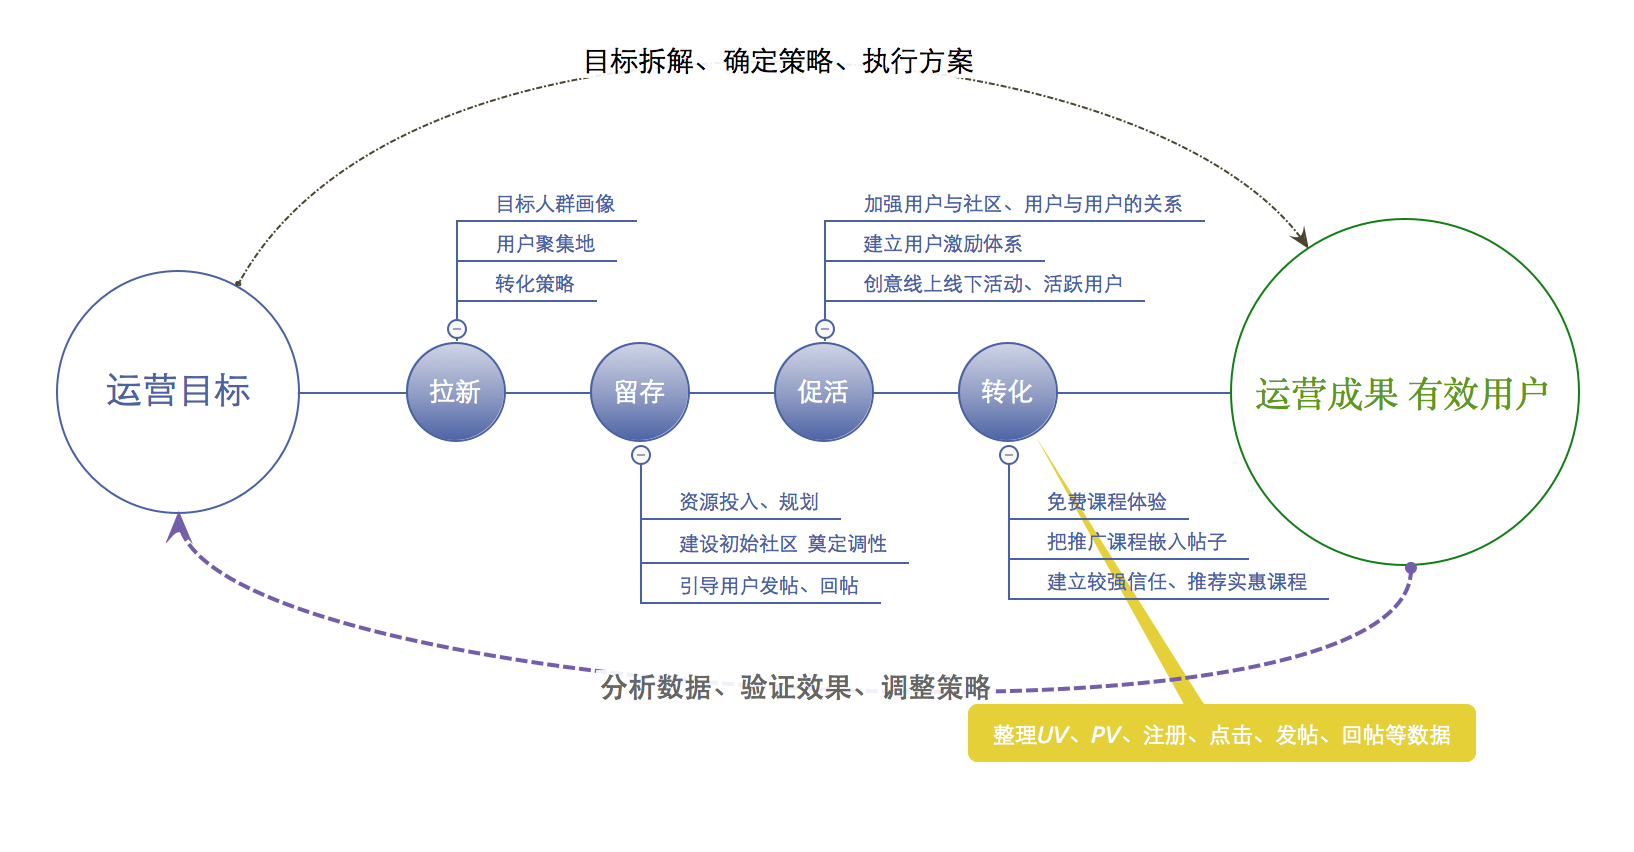 目标拆解、确定策略、执行方案
目标人群画像
用户聚集地
转化策略
加强用户与社区、用户与用户的关系
建立用户激励体系
创意线上线下活动、活跃用户
运营目标
拉新
留存
促活
转化
运营成果 有效用户
资源投入、规划
建设初始社区 奠定调性
引导用户发帖、回帖
免费课程体验
把推广课程嵌入帖子
建立较强信任、推荐实惠课程
分析数据、验证效果、调整策略
整理UV、PV、注册、点击、发帖、回帖等数据